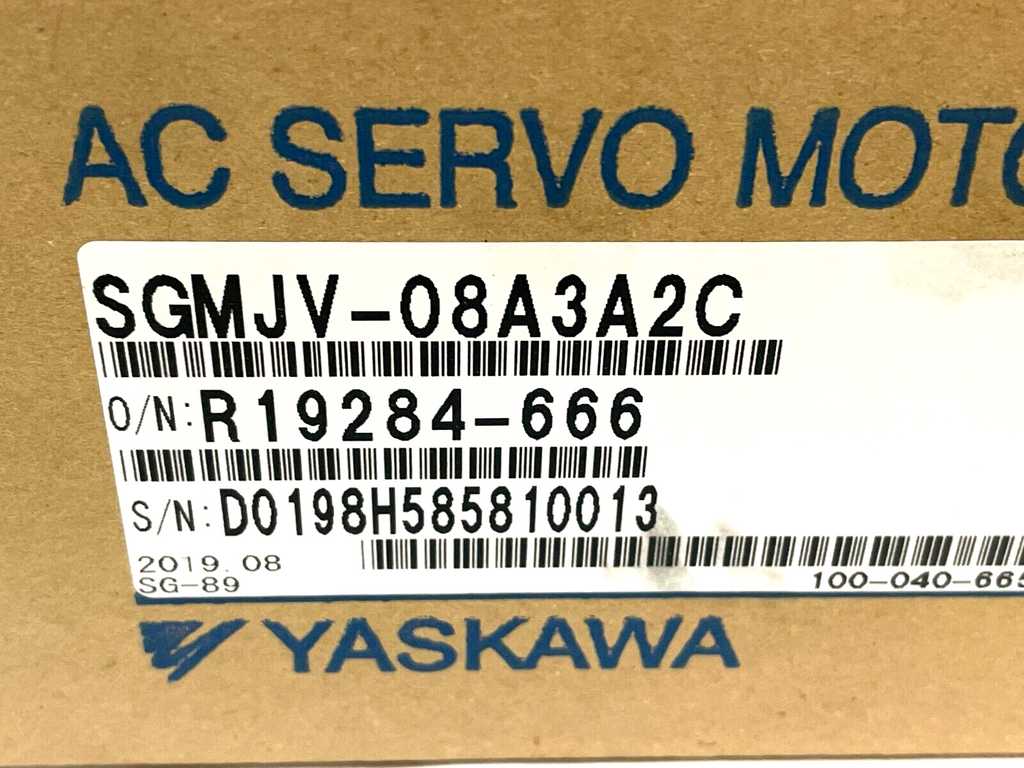 AC SERVO MOTO
SGMJV-08A3A2C
O/N: R19284-666
S/N: D0198H585810013
2019.08
SG-89
100-040-665
YASKAWA